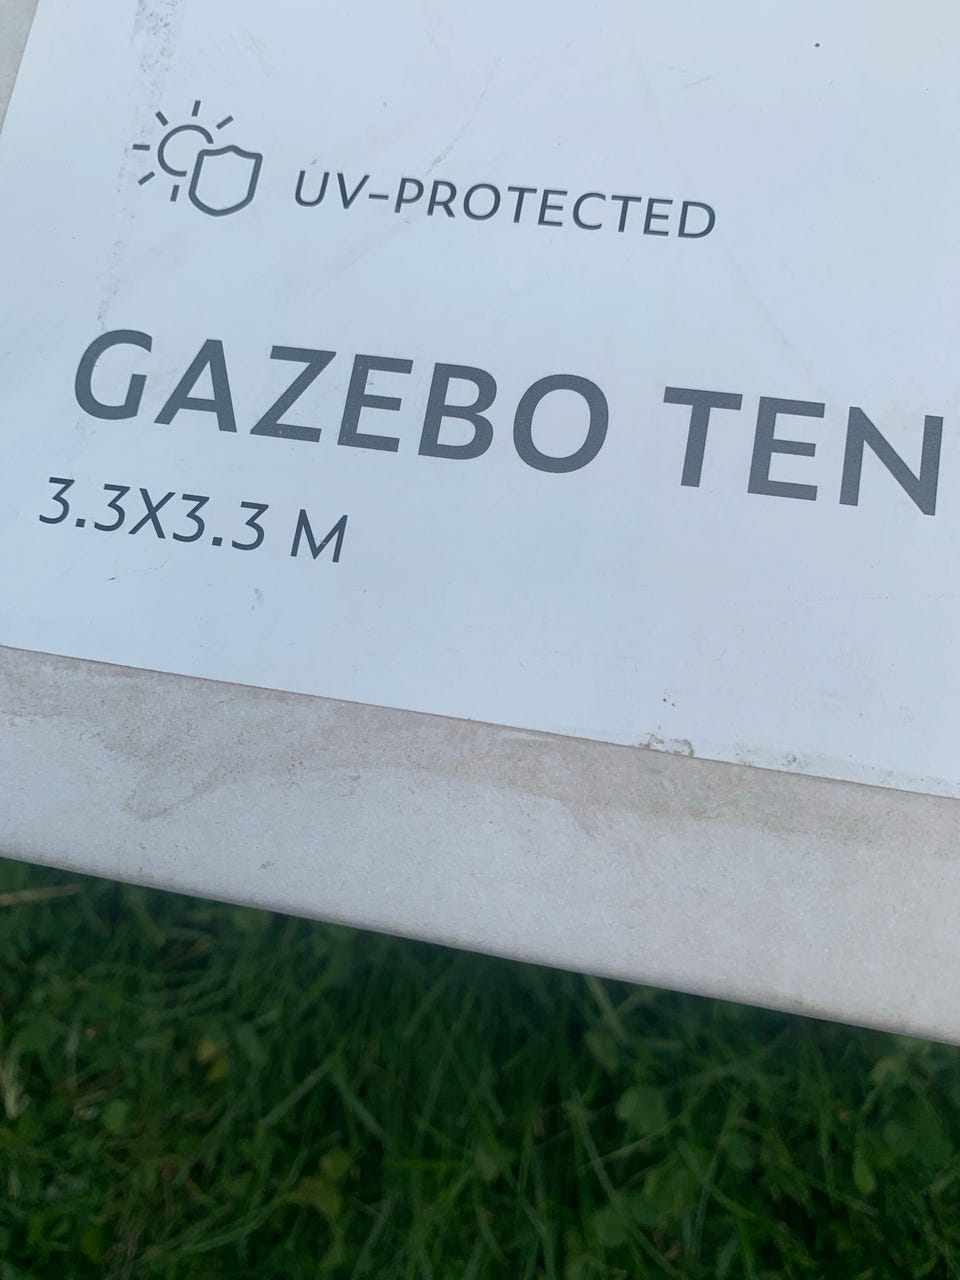 UV-PROTECTED
GAZEBO TEN
3.3X3.3 M